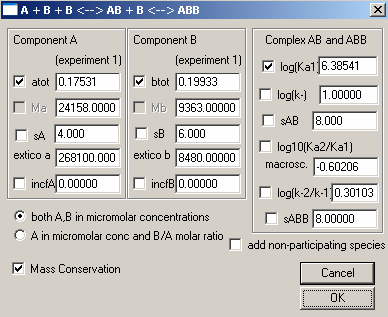 A + B + B <--> AB + B <--> ABB
Component A
(experiment 1)
atot 0.17531
Ma 24158.0000
sA 4.000
extico a 268100.000
incfA 0.00000
Component B
(experiment 1)
btot 0.19933
Mb 9363.00000
sB 6.000
extico b 8480.00000
incfB 0.00000
Complex AB and ABB
log(Ka1) 6.38541
log(k-) 1.00000
sAB 8.000
log10(Ka2/Ka1)
macrosc. -0.60206
log(k-2/k-1) 0.30103
sABB 8.00000
both A,B in micromolar concentrations
A in micromolar conc and B/A molar ratio
add non-participating species
Mass Conservation
Cancel
OK